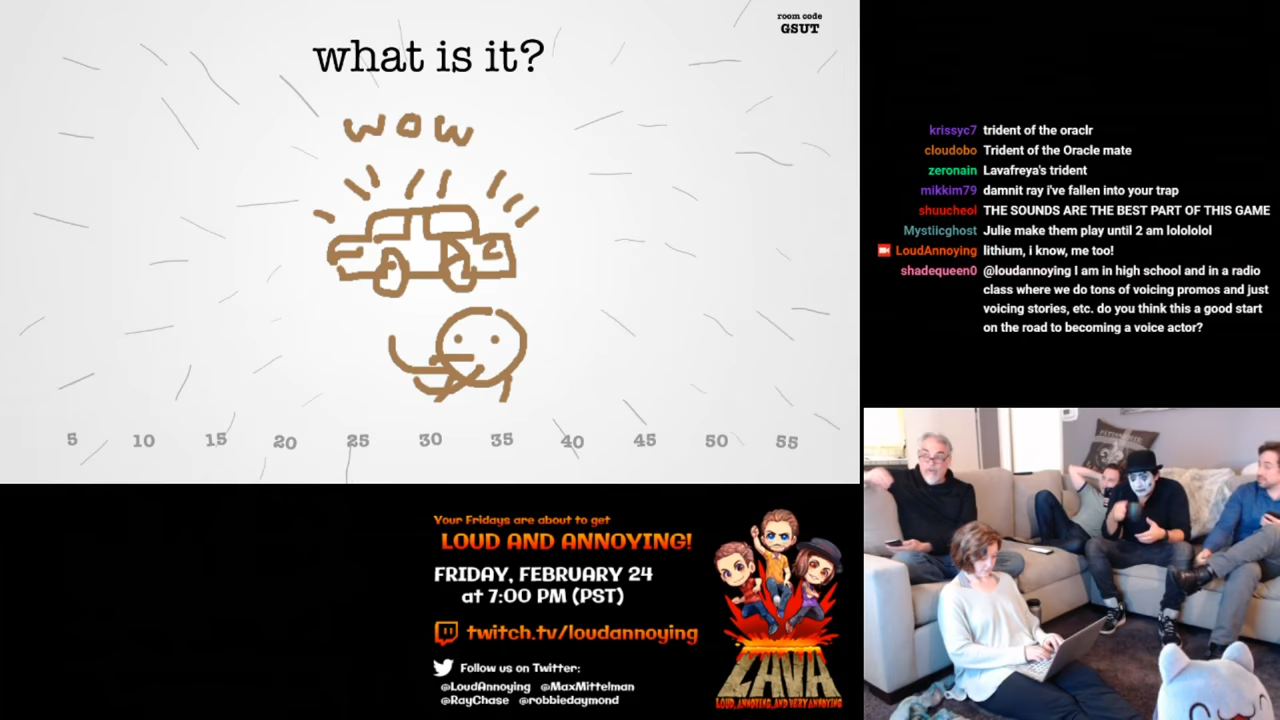 room code
GSUT
what is it?
WOW
5 10 15 20 25 30 35 40 45 50 55
krissyc7 trident of the oraclr
cloudobo Trident of the Oracle mate
zeronain Lavafreya's trident
mikkim79 damnit ray i've fallen into your trap
shuucheol THE SOUNDS ARE THE BEST PART OF THIS GAME
Mystiicghost Julie make them play until 2 am lolololol
LoudAnnoying lithium, i know, me too!
shadequeen0 @loudannoying I am in high school and in a radio
class where we do tons of voicing promos and just
voicing stories, etc. do you think this a good start
on the road to becoming a voice actor?
Your Fridays are about to get
LOUD AND ANNOYING!
FRIDAY, FEBRUARY 24
at 7:00 PM (PST)
twitch.tv/loudannoying
Follow us on Twitter:
@LoudAnnoying @MaxMittelman
@RayChase @robbiedaymond
LAVA
LOUD, ANNOYING, AND VERY ANNOYING